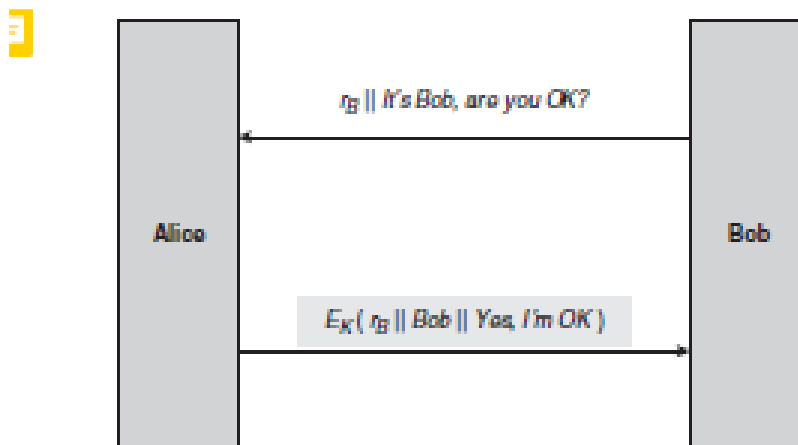 r_B || It's Bob, are you OK?
Alice
Bob
E_K( r_B || Bob || Yes, I'm OK )